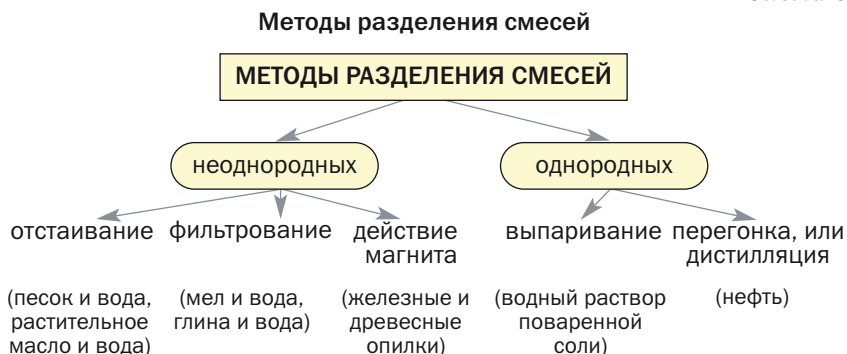 Методы разделения смесей
МЕТОДЫ РАЗДЕЛЕНИЯ СМЕСЕЙ
неоднородных
однородных
отстаивание
фильтрование
действие
магнита
выпаривание
перегонка, или
дистилляция
(песок и вода,
растительное
масло и вода)
(мел и вода,
глина и вода)
(железные и
древесные
опилки)
(водный раствор
поваренной
соли)
(нефть)